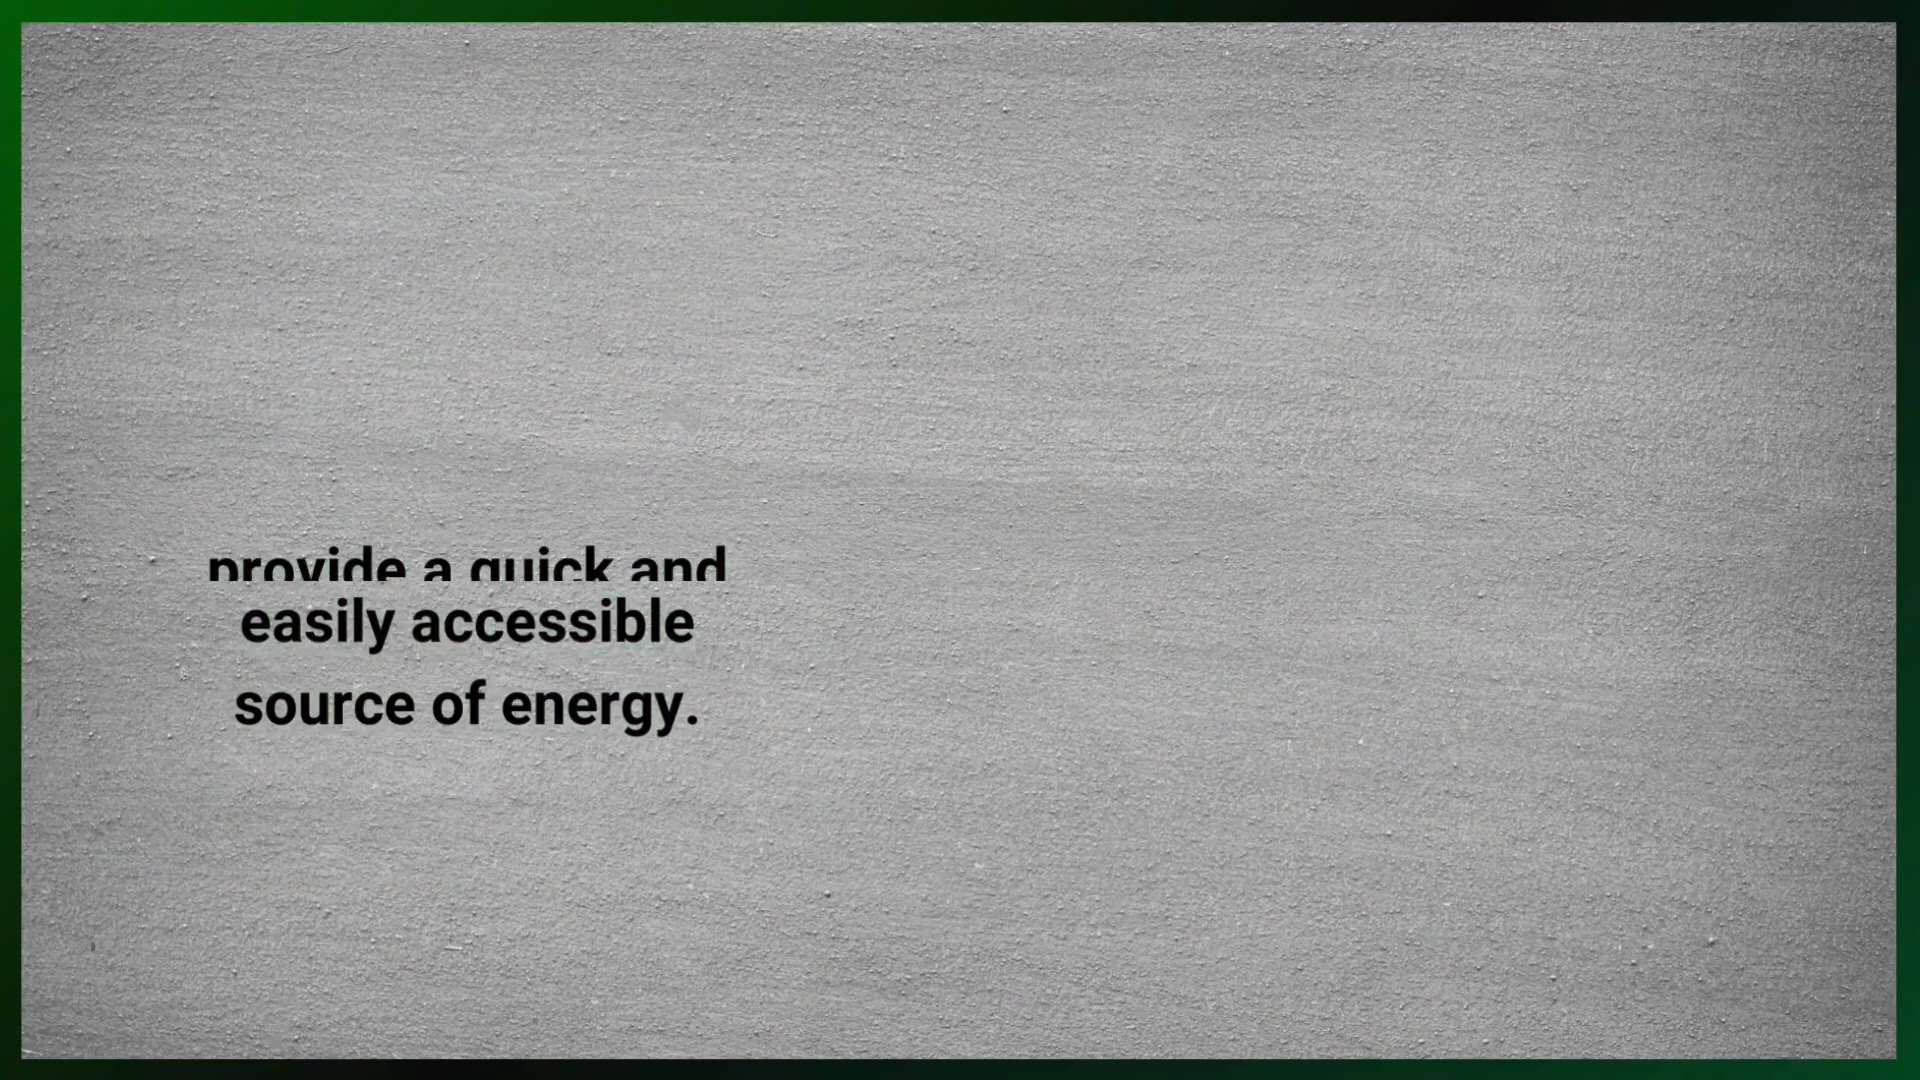 provide a quick and
easily accessible
source of energy.